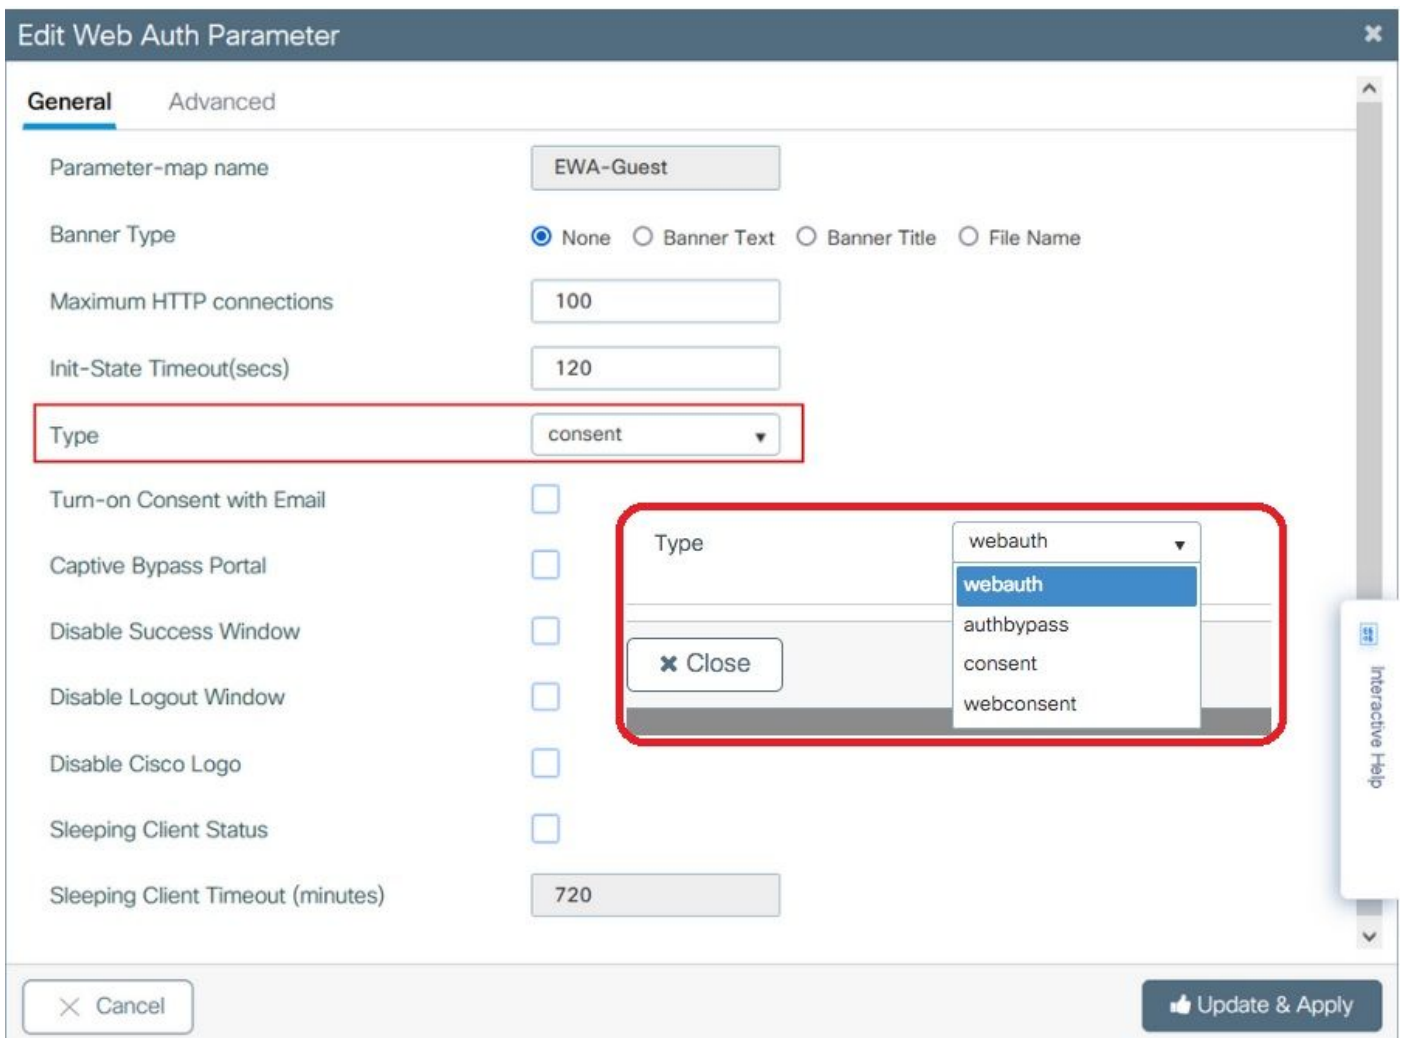 Edit Web Auth Parameter
General Advanced
Parameter-map name EWA-Guest
Banner Type None Banner Text Banner Title File Name
Maximum HTTP connections 100
Init-State Timeout(secs) 120
Type consent
Turn-on Consent with Email
Captive Bypass Portal
Disable Success Window
Disable Logout Window
Disable Cisco Logo
Sleeping Client Status
Sleeping Client Timeout (minutes) 720
Type webauth
webauth
authbypass
consent
webconsent
Close
Interactive Help
Cancel
Update & Apply